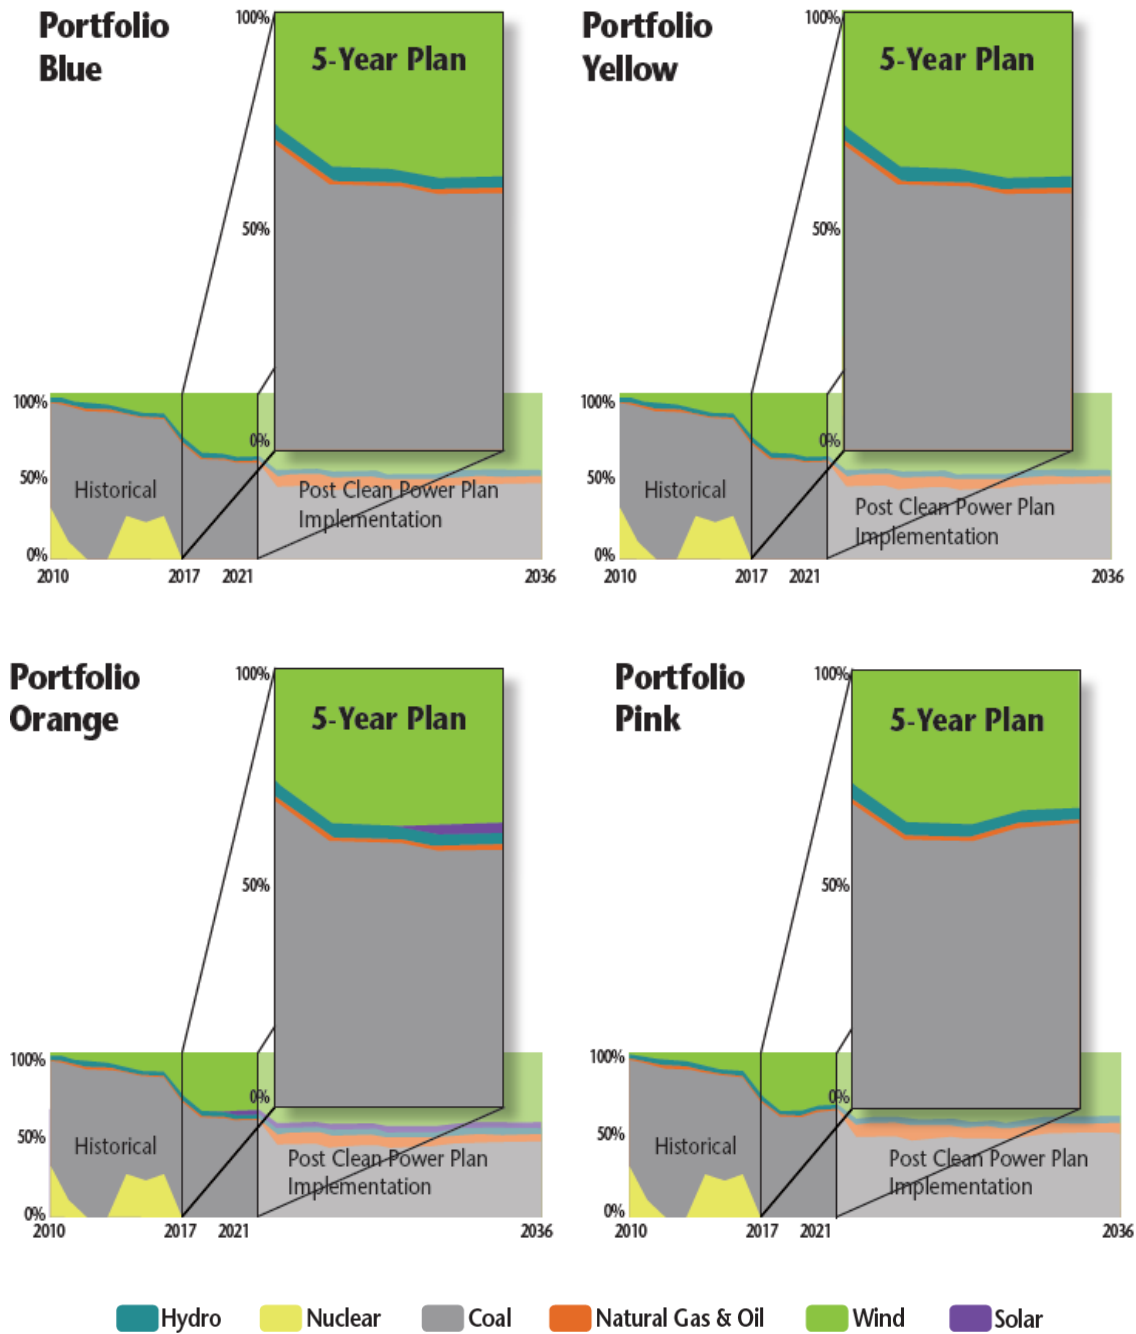 Portfolio
Blue
100%
5-Year Plan
50%
0%
100%
50%
0%
Historical
Post Clean Power Plan
Implementation
2010
2017
2021
2036
Portfolio
Yellow
100%
5-Year Plan
50%
0%
100%
50%
0%
Historical
Post Clean Power Plan
Implementation
2010
2017
2021
2036
Portfolio
Orange
100%
5-Year Plan
50%
0%
100%
50%
0%
Historical
Post Clean Power Plan
Implementation
2010
2017
2021
2036
Portfolio
Pink
100%
5-Year Plan
50%
0%
100%
50%
0%
Historical
Post Clean Power Plan
Implementation
2010
2017
2021
2036
Hydro
Nuclear
Coal
Natural Gas & Oil
Wind
Solar